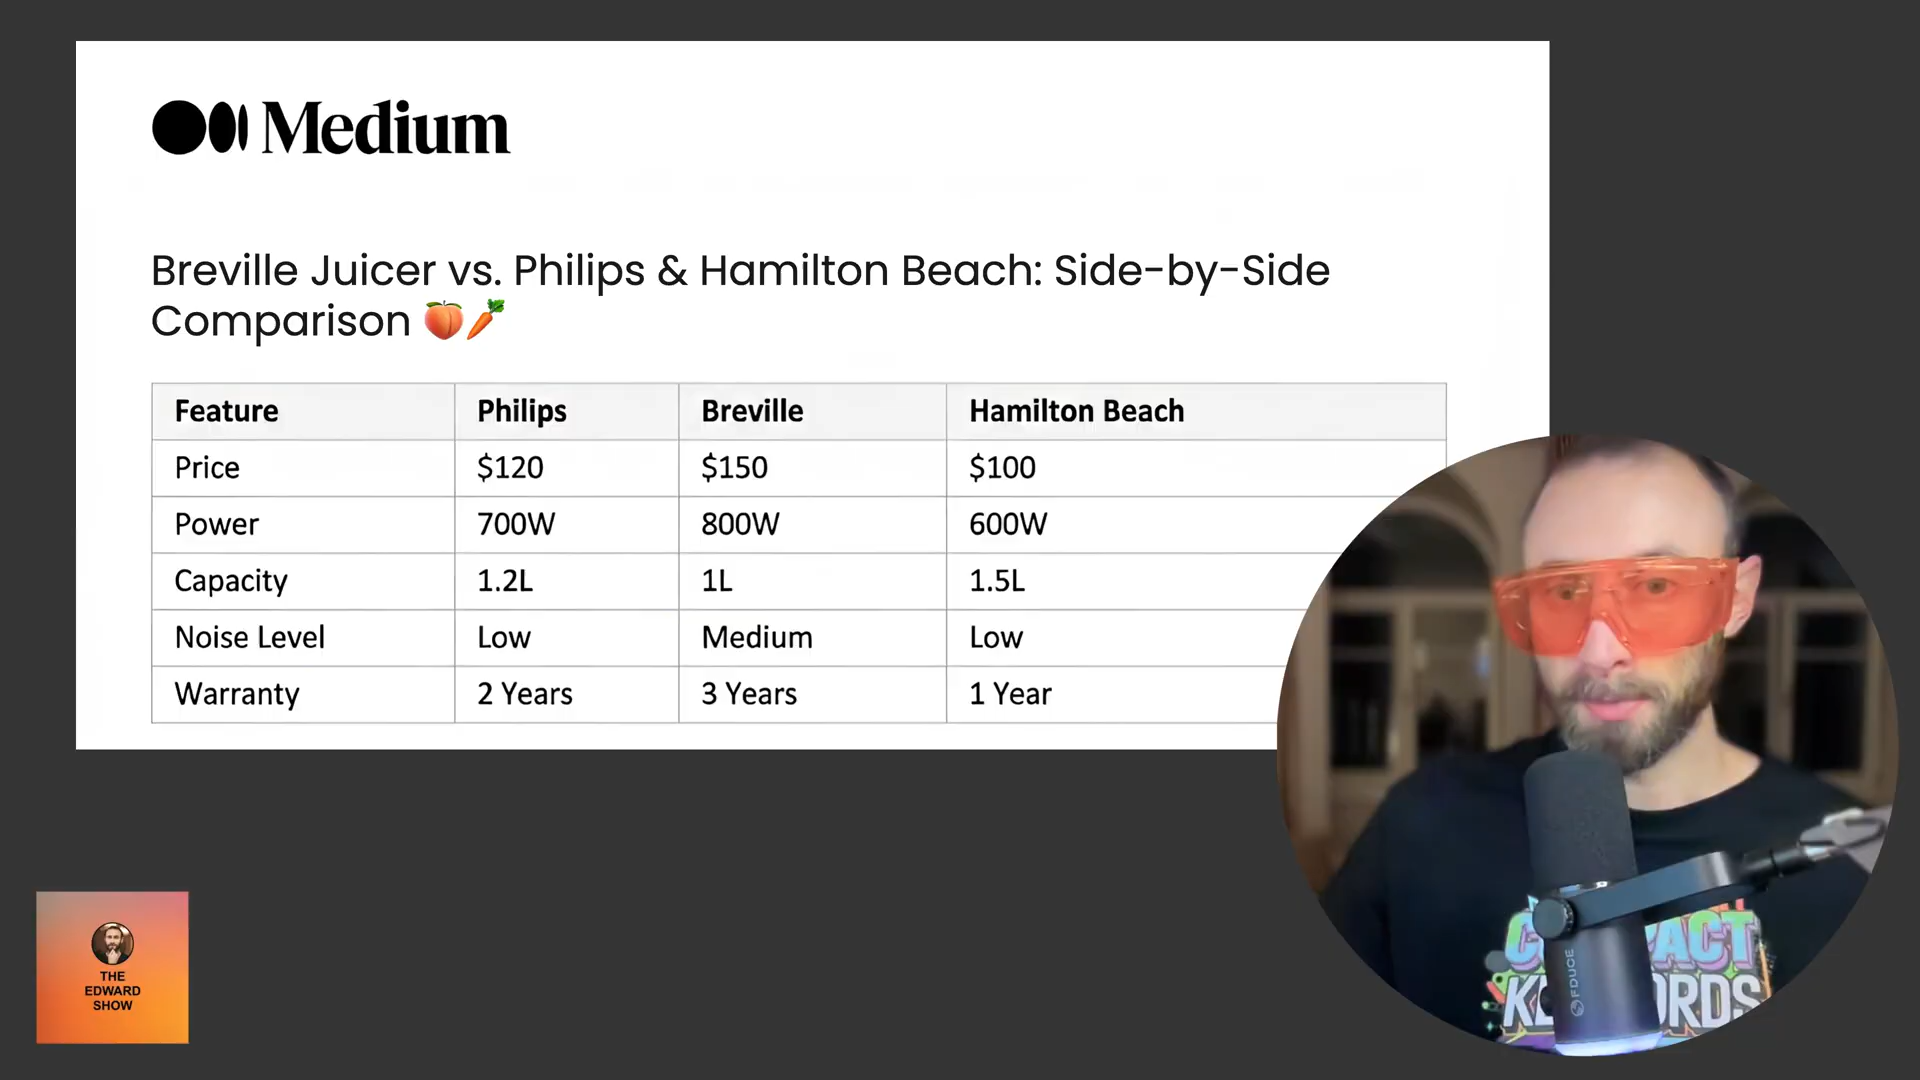 Medium
Breville Juicer vs. Philips & Hamilton Beach: Side-by-Side
Comparison 🍑🥕
Feature Philips Breville Hamilton Beach
Price $120 $150 $100
Power 700W 800W 600W
Capacity 1.2L 1L 1.5L
Noise Level Low Medium Low
Warranty 2 Years 3 Years 1 Year
THE
EDWARD
SHOW
FDUCE